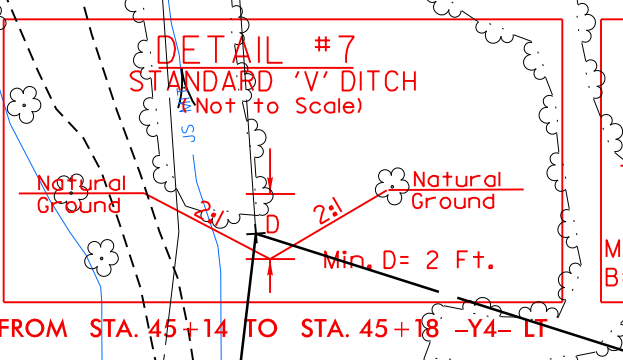 DETAIL #7
STANDARD 'V' DITCH
(Not to Scale)
JS
Natural
Ground
2:1
D
2:1
Natural
Ground
Min. D= 2 Ft.
FROM STA. 45+14 TO STA. 45+18 -Y4- LT